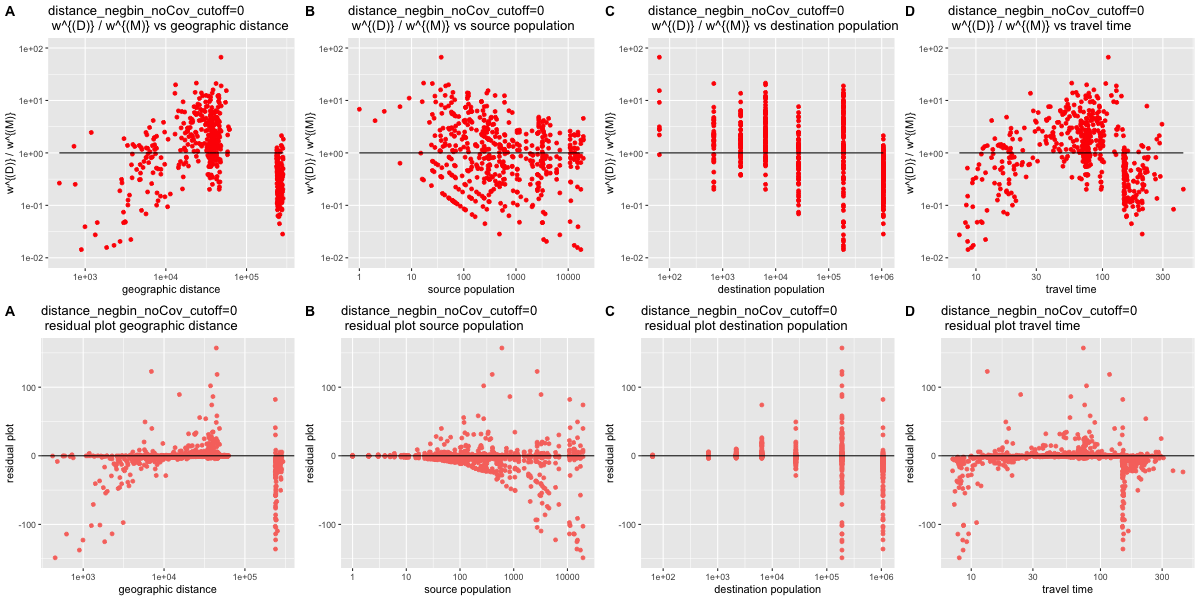 A
distance_negbin_noCov_cutoff=0
w^{(D)} / w^{(M)} vs geographic distance
1e+02
1e+01
1e+00
1e-01
1e-02
w^{(D)} / w^{(M)}
1e+03 1e+04 1e+05
geographic distance
B
distance_negbin_noCov_cutoff=0
w^{(D)} / w^{(M)} vs source population
1e+02
1e+01
1e+00
1e-01
1e-02
w^{(D)} / w^{(M)}
1 10 100 1000 10000
source population
C
distance_negbin_noCov_cutoff=0
w^{(D)} / w^{(M)} vs destination population
1e+02
1e+01
1e+00
1e-01
1e-02
w^{(D)} / w^{(M)}
1e+02 1e+03 1e+04 1e+05 1e+06
destination population
D
distance_negbin_noCov_cutoff=0
w^{(D)} / w^{(M)} vs travel time
1e+02
1e+01
1e+00
1e-01
1e-02
w^{(D)} / w^{(M)}
10 30 100 300
travel time
A
distance_negbin_noCov_cutoff=0
residual plot geographic distance
100
0
-100
residual plot
1e+03 1e+04 1e+05
geographic distance
B
distance_negbin_noCov_cutoff=0
residual plot source population
100
0
-100
residual plot
1 10 100 1000 10000
source population
C
distance_negbin_noCov_cutoff=0
residual plot destination population
100
0
-100
residual plot
1e+02 1e+03 1e+04 1e+05 1e+06
destination population
D
distance_negbin_noCov_cutoff=0
residual plot travel time
100
0
-100
residual plot
10 30 100 300
travel time